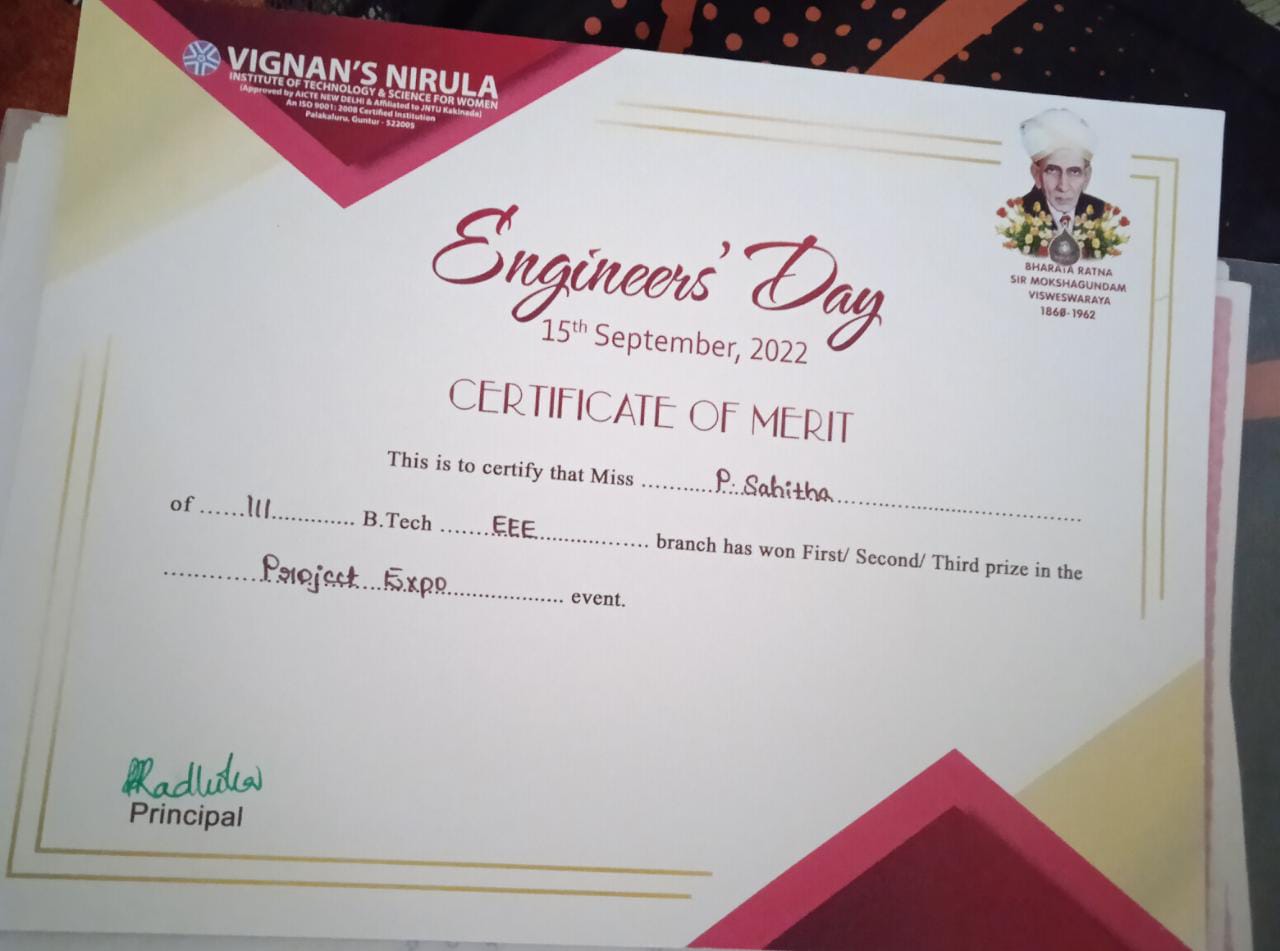 VIGNAN'S NIRULA
INSTITUTE OF TECHNOLOGY & SCIENCE FOR WOMEN
(Approved by AICTE NEW DELHI & Affiliated to JNTU Kakinada)
An ISO 9001: 2008 Certified Institution
Palakaluru, Guntur - 522005
BHARATA RATNA
SIR MOKSHAGUNDAM
VISWESWARAYA
1860-1962
Engineers' Day
15th September, 2022
CERTIFICATE OF MERIT
This is to certify that Miss ..........P. Sahitha..............................
of ......III............. B.Tech .......EEE................. branch has won First/ Second/ Third prize in the
..............Project Expo................... event.
Radhika
Principal